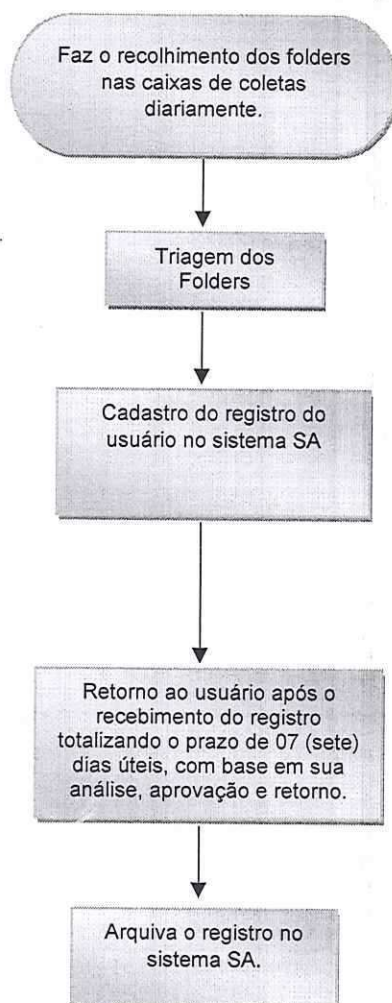 Faz o recolhimento dos folders
nas caixas de coletas
diariamente.
Triagem dos
Folders
Cadastro do registro do
usuário no sistema SA
Retorno ao usuário após o
recebimento do registro
totalizando o prazo de 07 (sete)
dias úteis, com base em sua
análise, aprovação e retorno.
Arquiva o registro no
sistema SA.